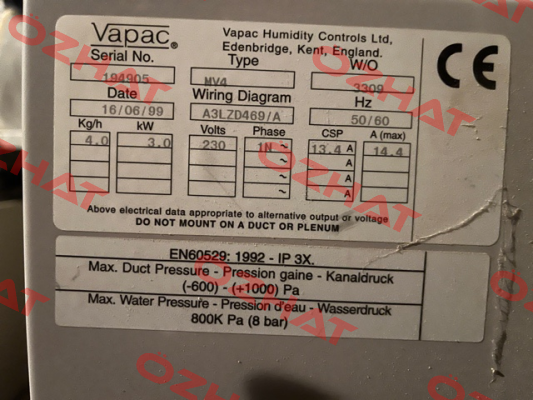 Vapac®
Vapac Humidity Controls Ltd,
Edenbridge, Kent, England.
Serial No. Type W/O
194905 MV4 3309
Date Wiring Diagram Hz
16/06/99 A3LZD469/A 50/60
Kg/h kW Volts Phase CSP A (max)
4.0 3.0 230 1N ~ 13.4 A 14.4
~ A
~ A
~ A
Above electrical data appropriate to alternative output or voltage
DO NOT MOUNT ON A DUCT OR PLENUM
CE
EN60529: 1992 - IP 3X.
Max. Duct Pressure - Pression gaine - Kanaldruck
(-600) - (+1000) Pa
Max. Water Pressure - Pression d'eau - Wasserdruck
800K Pa (8 bar)
OZHAT
OZHAT
OZHAT
OZHAT
OZHAT
OZHAT
OZHAT
OZHAT